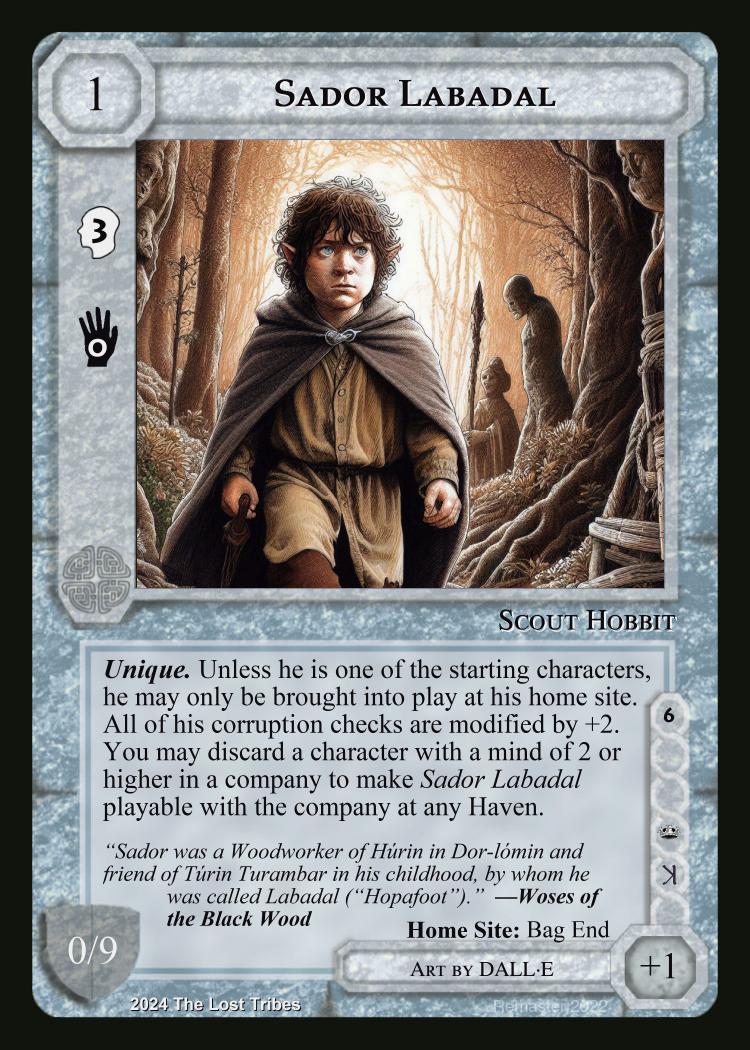 1
SADOR LABADAL
3
0
SCOUT HOBBIT
Unique. Unless he is one of the starting characters,
he may only be brought into play at his home site.
All of his corruption checks are modified by +2.
You may discard a character with a mind of 2 or
higher in a company to make Sador Labadal
playable with the company at any Haven.
6
“Sador was a Woodworker of Húrin in Dor-lómin and
friend of Túrin Turambar in his childhood, by whom he
was called Labadal (“Hopafoot”).” —Woses of
the Black Wood
Home Site: Bag End
0/9
ART BY DALL·E
+1
2024 The Lost Tribes
Remaster 2022